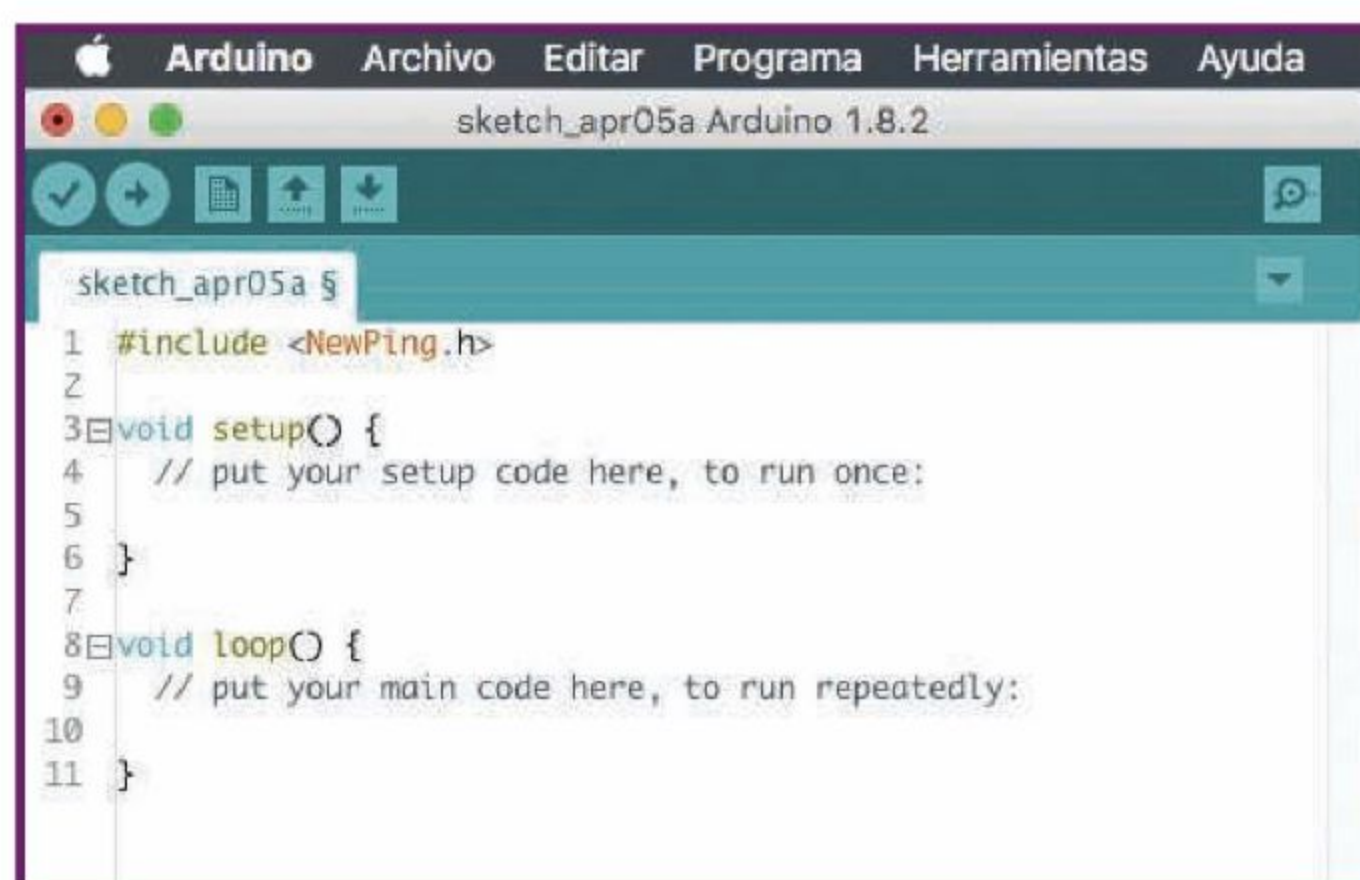 Arduino Archivo Editar Programa Herramientas Ayuda
sketch_apr05a Arduino 1.8.2
sketch_apr05a §
1 #include <NewPing.h>
2
3 void setup() {
4 // put your setup code here, to run once:
5
6 }
7
8 void loop() {
9 // put your main code here, to run repeatedly:
10
11 }